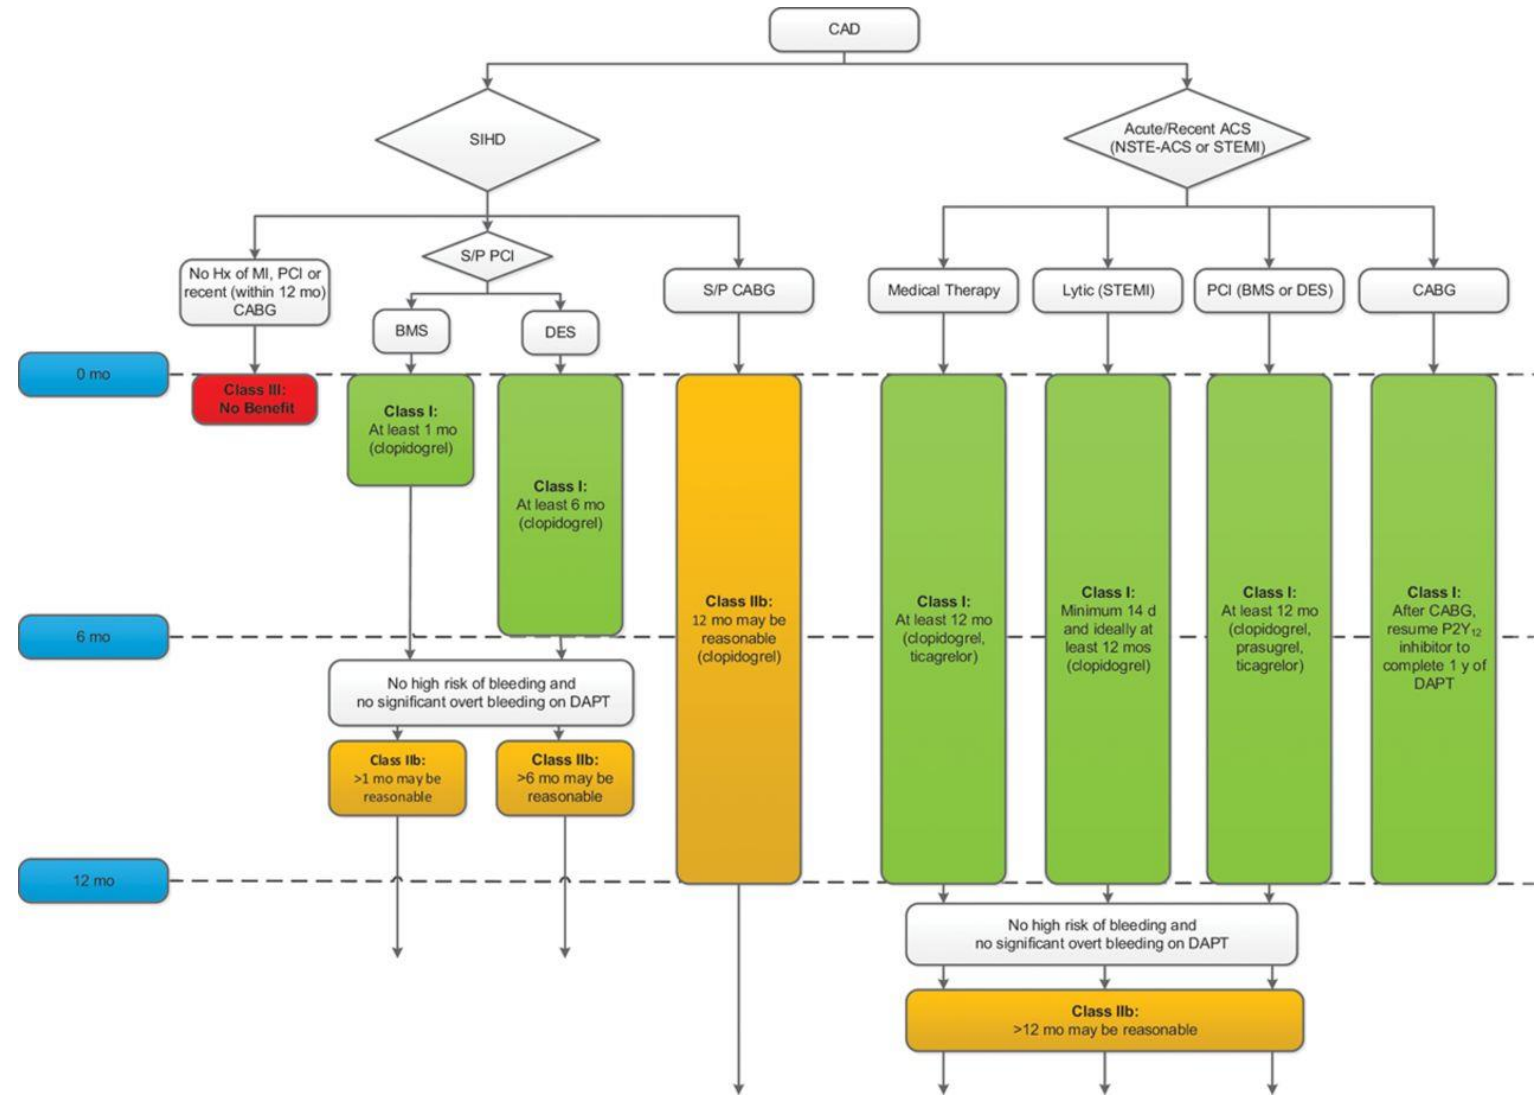 CAD
SIHD
Acute/Recent ACS
(NSTE-ACS or STEMI)
No Hx of MI, PCI or
recent (within 12 mo)
CABG
S/P PCI
BMS
DES
S/P CABG
Medical Therapy
Lytic (STEMI)
PCI (BMS or DES)
CABG
0 mo
Class III:
No Benefit
Class I:
At least 1 mo
(clopidogrel)
Class I:
At least 6 mo
(clopidogrel)
Class IIb:
12 mo may be
reasonable
(clopidogrel)
Class I:
At least 12 mo
(clopidogrel,
ticagrelor)
Class I:
Minimum 14 d
and ideally at
least 12 mos
(clopidogrel)
Class I:
At least 12 mo
(clopidogrel,
prasugrel,
ticagrelor)
Class I:
After CABG,
resume P2Y₁₂
inhibitor to
complete 1 y of
DAPT
6 mo
No high risk of bleeding and
no significant overt bleeding on DAPT
Class IIb:
>1 mo may be
reasonable
Class IIb:
>6 mo may be
reasonable
12 mo
No high risk of bleeding and
no significant overt bleeding on DAPT
Class IIb:
>12 mo may be reasonable